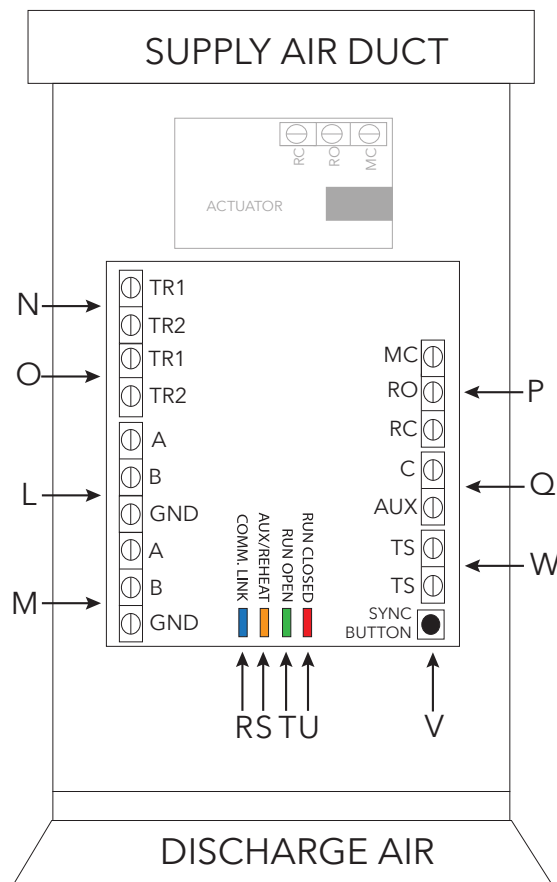 SUPPLY AIR DUCT
RC
RO
MC
ACTUATOR
N
TR1
TR2
O
TR1
TR2
L
A
B
GND
M
A
B
GND
MC
RO
P
RC
C
Q
AUX
TS
W
TS
SYNC
BUTTON
COMM. LINK
AUX/REHEAT
RUN OPEN
RUN CLOSED
R
S
T
U
V
DISCHARGE AIR